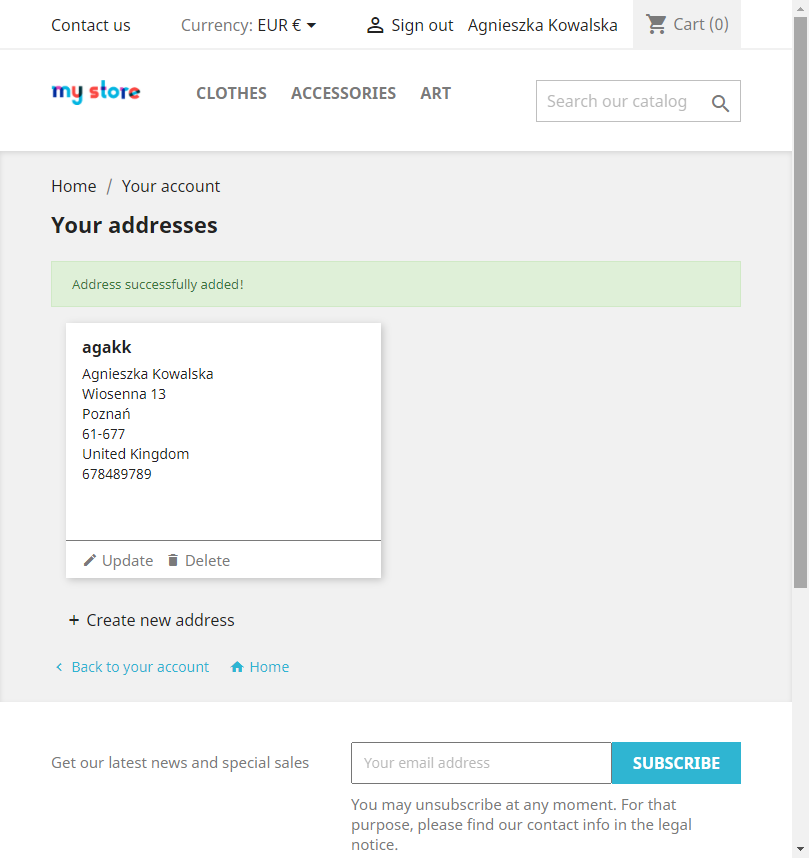 Contact us
Currency: EUR €
Sign out
Agnieszka Kowalska
Cart (0)
my store
CLOTHES
ACCESSORIES
ART
Search our catalog
Home / Your account
Your addresses
Address successfully added!
agakk
Agnieszka Kowalska
Wiosenna 13
Poznań
61-677
United Kingdom
678489789
Update
Delete
+ Create new address
Back to your account
Home
Get our latest news and special sales
Your email address
SUBSCRIBE
You may unsubscribe at any moment. For that
purpose, please find our contact info in the legal
notice.